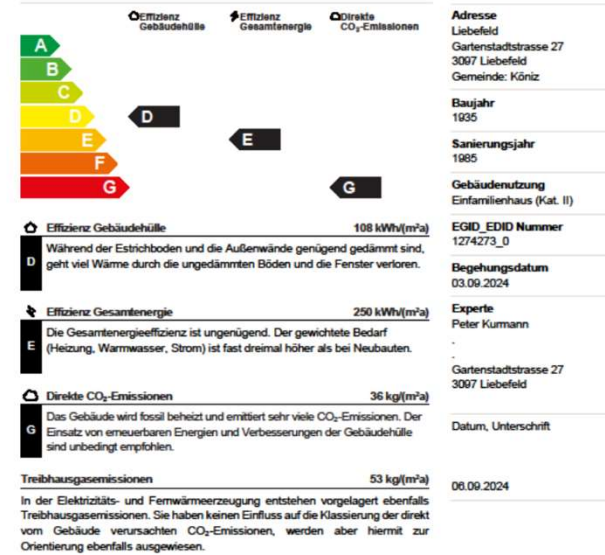 Effizienz
Gebäudehülle
Effizienz
Gesamtenergie
Direkte
CO₂-Emissionen
A
B
C
D
D
E
E
F
G
G
Effizienz Gebäudehülle 108 kWh/(m²a)
D
Während der Estrichboden und die Außenwände genügend gedämmt sind,
geht viel Wärme durch die ungedämmten Böden und die Fenster verloren.
Effizienz Gesamtenergie 250 kWh/(m²a)
E
Die Gesamtenergieeffizienz ist ungenügend. Der gewichtete Bedarf
(Heizung, Warmwasser, Strom) ist fast dreimal höher als bei Neubauten.
Direkte CO₂-Emissionen 36 kg/(m²a)
G
Das Gebäude wird fossil beheizt und emittiert sehr viele CO₂-Emissionen. Der
Einsatz von erneuerbaren Energien und Verbesserungen der Gebäudehülle
sind unbedingt empfohlen.
Treibhausgasemissionen 53 kg/(m²a)
In der Elektrizitäts- und Fernwärmeerzeugung entstehen vorgelagert ebenfalls
Treibhausgasemissionen. Sie haben keinen Einfluss auf die Klassierung der direkt
vom Gebäude verursachten CO₂-Emissionen, werden aber hiermit zur
Orientierung ebenfalls ausgewiesen.
Adresse
Liebefeld
Gartenstadtstrasse 27
3097 Liebefeld
Gemeinde: Köniz
Baujahr
1935
Sanierungsjahr
1985
Gebäudenutzung
Einfamilienhaus (Kat. II)
EGID_EDID Nummer
1274273_0
Begehungsdatum
03.09.2024
Experte
Peter Kurmann
.
.
Gartenstadtstrasse 27
3097 Liebefeld
Datum, Unterschrift
06.09.2024